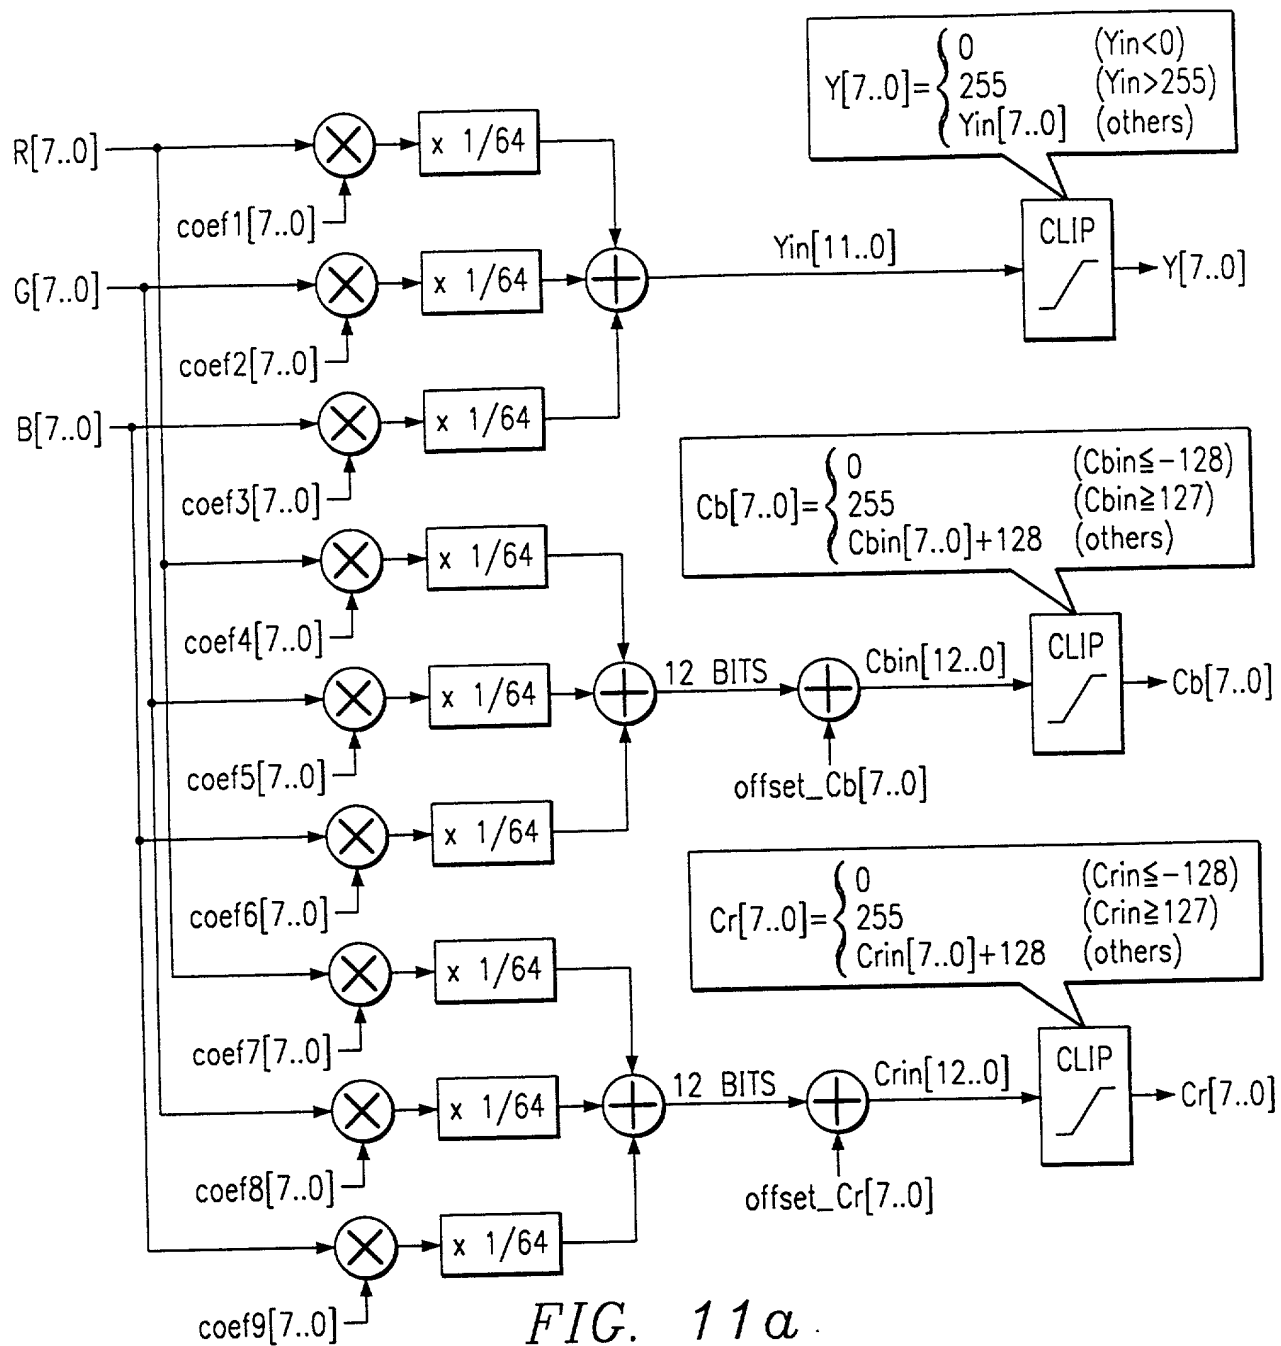 Y[7..0]= 0 (Yin<0)
255 (Yin>255)
Yin[7..0] (others)
R[7..0]
x 1/64
coef1[7..0]
CLIP
Yin[11..0]
Y[7..0]
G[7..0]
x 1/64
coef2[7..0]
B[7..0]
x 1/64
coef3[7..0]
Cb[7..0]= 0 (Cbin≦-128)
255 (Cbin≧127)
Cbin[7..0]+128 (others)
x 1/64
coef4[7..0]
CLIP
12 BITS
Cbin[12..0]
Cb[7..0]
x 1/64
coef5[7..0]
offset_Cb[7..0]
x 1/64
coef6[7..0]
Cr[7..0]= 0 (Crin≦-128)
255 (Crin≧127)
Crin[7..0]+128 (others)
x 1/64
coef7[7..0]
CLIP
12 BITS
Crin[12..0]
Cr[7..0]
x 1/64
coef8[7..0]
offset_Cr[7..0]
x 1/64
coef9[7..0]
FIG. 11a